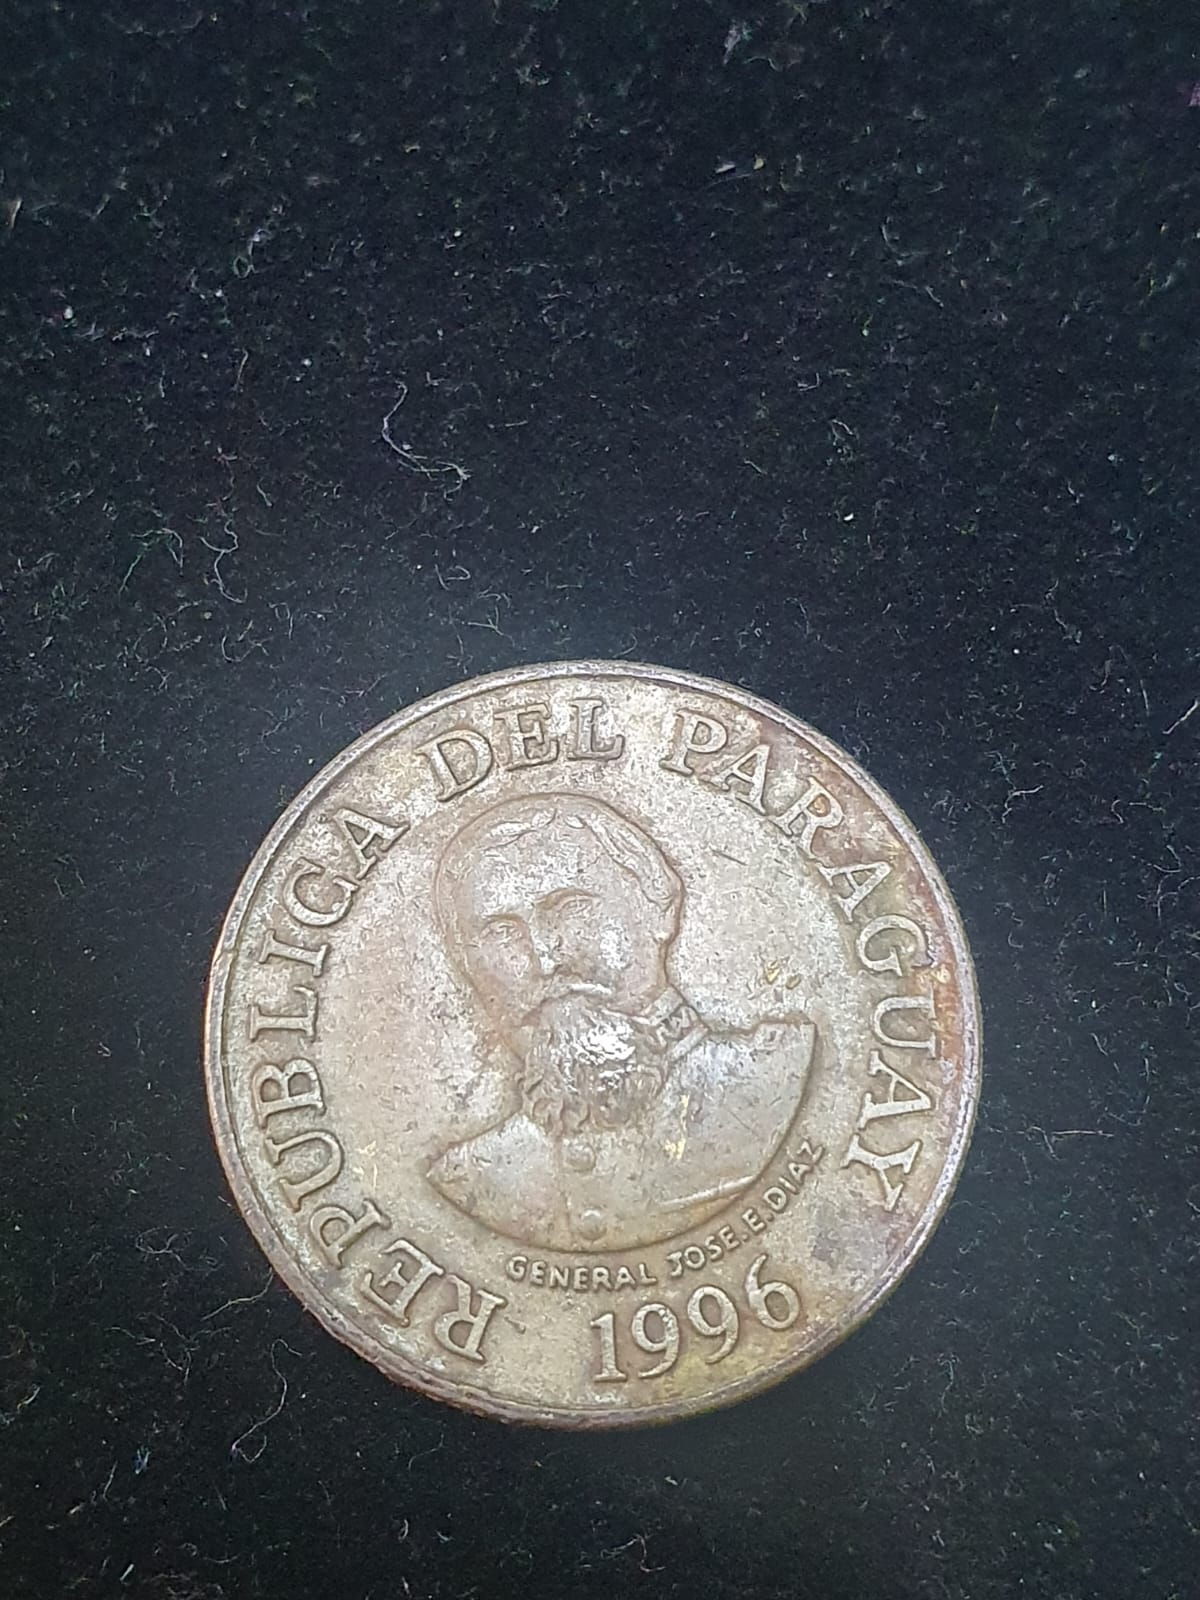 REPUBLICA DEL PARAGUAY
GENERAL JOSE.E.DIAZ
1996